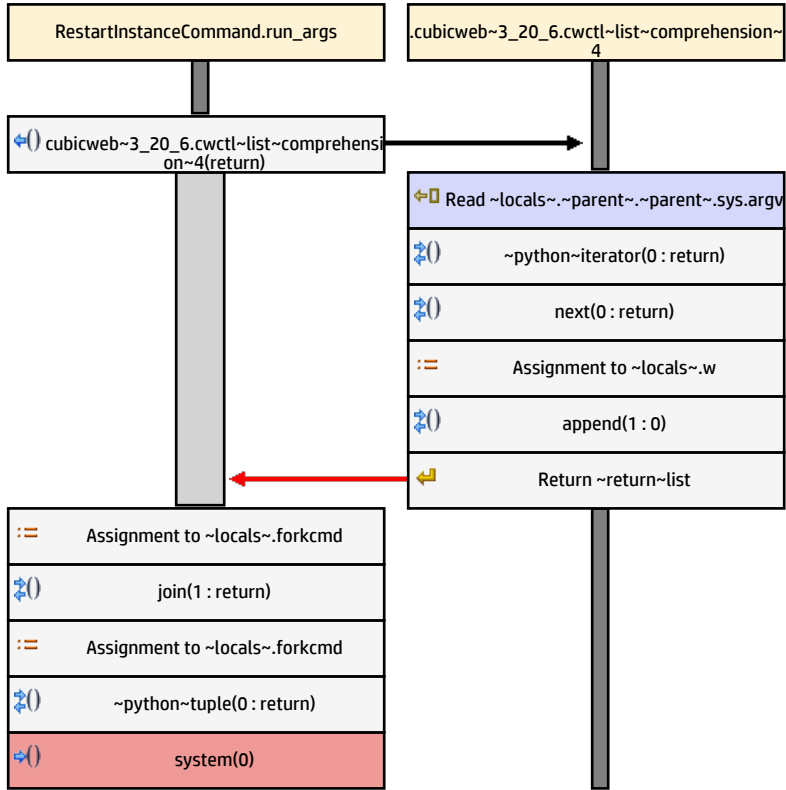 RestartInstanceCommand.run_args
.cubicweb~3_20_6.cwctl~list~comprehension~
4
cubicweb~3_20_6.cwctl~list~comprehensi
on~4(return)
Read ~locals~.~parent~.~parent~.sys.argv
~python~iterator(0 : return)
next(0 : return)
:= Assignment to ~locals~.w
append(1 : 0)
Return ~return~list
:= Assignment to ~locals~.forkcmd
join(1 : return)
:= Assignment to ~locals~.forkcmd
~python~tuple(0 : return)
system(0)